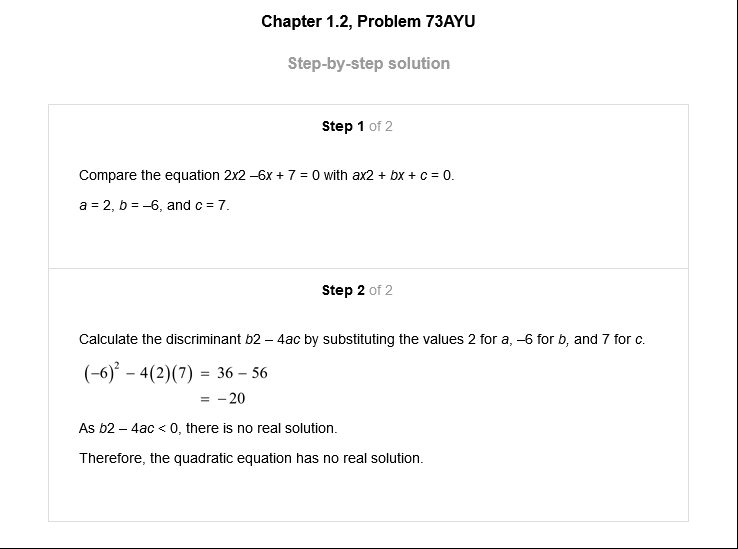 Chapter 1.2, Problem 73AYU
Step-by-step solution
Step 1 of 2
Compare the equation 2x2 –6x + 7 = 0 with ax2 + bx + c = 0.
a = 2, b = –6, and c = 7.
Step 2 of 2
Calculate the discriminant b2 – 4ac by substituting the values 2 for a, –6 for b, and 7 for c.
(–6)² – 4(2)(7) = 36 – 56
= –20
As b2 – 4ac < 0, there is no real solution.
Therefore, the quadratic equation has no real solution.